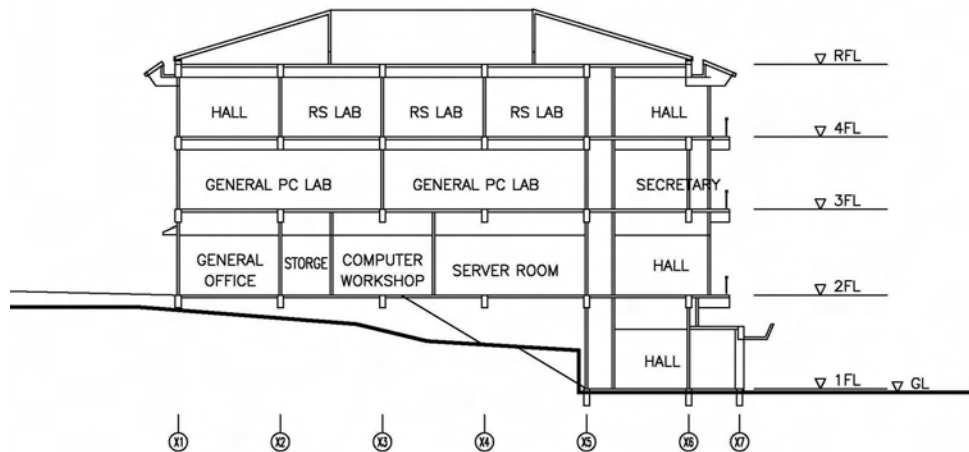 RFL
HALL RS LAB RS LAB RS LAB HALL
4FL
GENERAL PC LAB GENERAL PC LAB SECRETARY
3FL
GENERAL OFFICE
STORGE
COMPUTER WORKSHOP
SERVER ROOM
HALL
2FL
HALL
1FL GL
X1 X2 X3 X4 X5 X6 X7